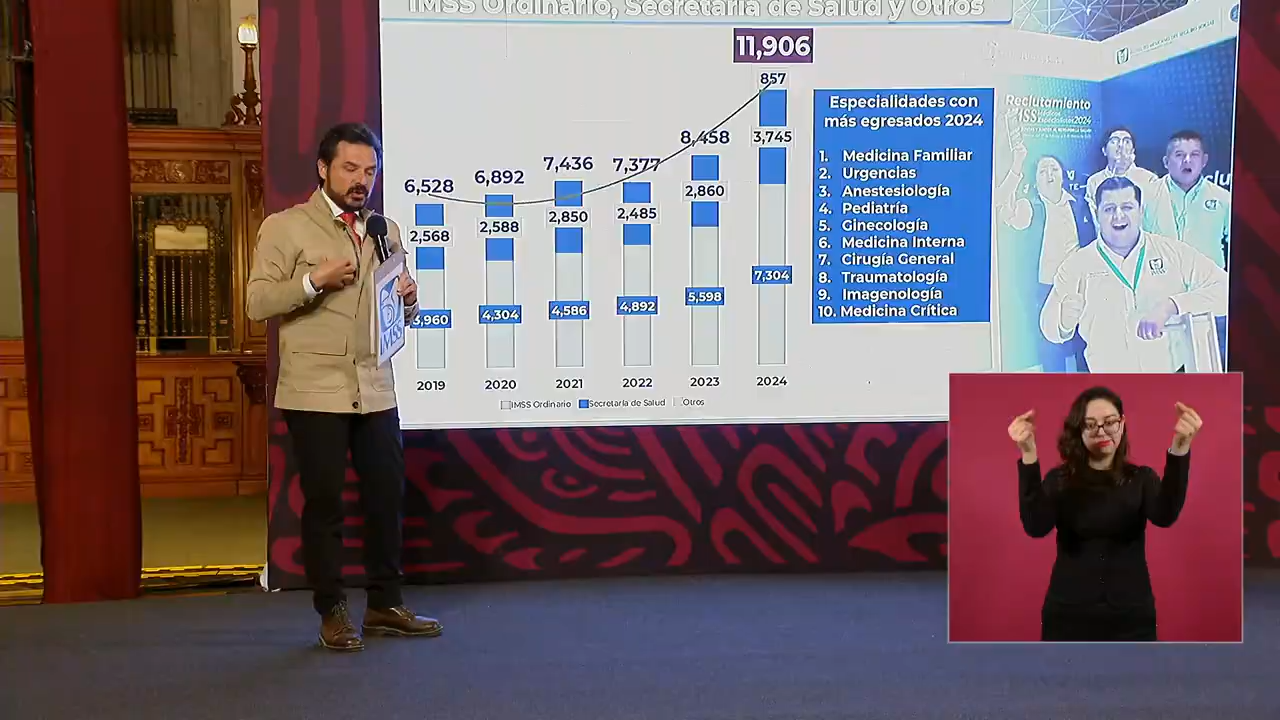 IMSS Ordinario, Secretaría de Salud y Otros
11,906
857
8,458
3,745
7,436
7,377
6,892
6,528
2,860
2,850
2,485
2,588
2,568
7,304
5,598
4,892
4,586
4,304
3,960
2019
2020
2021
2022
2023
2024
IMSS Ordinario
Secretaría de Salud
Otros
Especialidades con
más egresados 2024
1. Medicina Familiar
2. Urgencias
3. Anestesiología
4. Pediatría
5. Ginecología
6. Medicina Interna
7. Cirugía General
8. Traumatología
9. Imagenología
10. Medicina Crítica
Reclutamiento
IMSS
IMSS